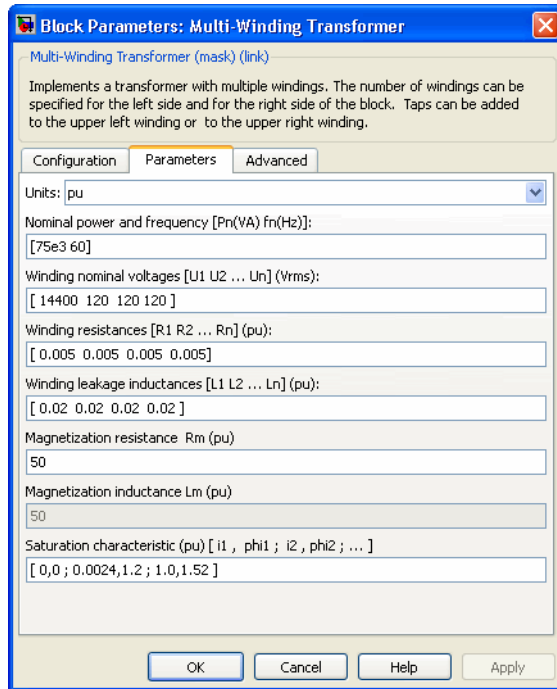 Block Parameters: Multi-Winding Transformer
Multi-Winding Transformer (mask) (link)
Implements a transformer with multiple windings. The number of windings can be
specified for the left side and for the right side of the block. Taps can be added
to the upper left winding or to the upper right winding.
Configuration Parameters Advanced
Units: pu
Nominal power and frequency [Pn(VA) fn(Hz)]:
[75e3 60]
Winding nominal voltages [U1 U2 ... Un] (Vrms):
[ 14400 120 120 120 ]
Winding resistances [R1 R2 ... Rn] (pu):
[ 0.005 0.005 0.005 0.005]
Winding leakage inductances [L1 L2 ... Ln] (pu):
[ 0.02 0.02 0.02 0.02 ]
Magnetization resistance Rm (pu)
50
Magnetization inductance Lm (pu)
50
Saturation characteristic (pu) [ i1 , phi1 ; i2 , phi2 ; ... ]
[ 0,0 ; 0.0024,1.2 ; 1.0,1.52 ]
OK Cancel Help Apply